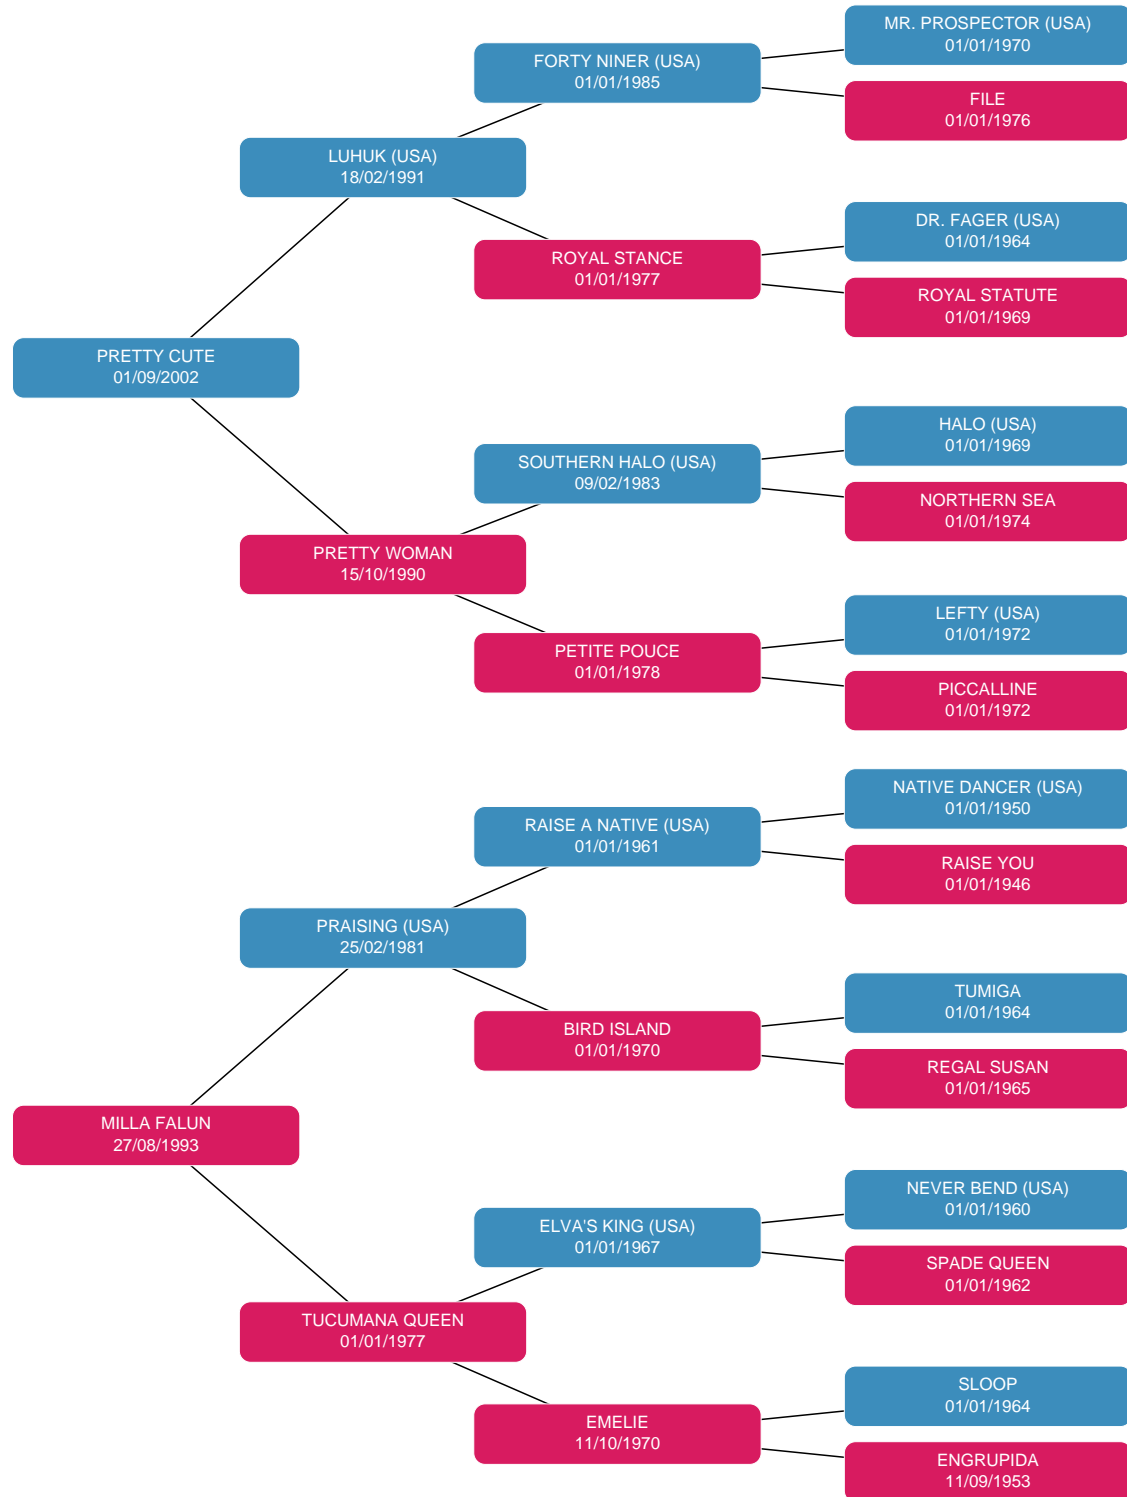 MR. PROSPECTOR (USA)
01/01/1970
FORTY NINER (USA)
01/01/1985
FILE
01/01/1976
LUHUK (USA)
18/02/1991
DR. FAGER (USA)
01/01/1964
ROYAL STANCE
01/01/1977
ROYAL STATUTE
01/01/1969
PRETTY CUTE
01/09/2002
HALO (USA)
01/01/1969
SOUTHERN HALO (USA)
09/02/1983
NORTHERN SEA
01/01/1974
PRETTY WOMAN
15/10/1990
LEFTY (USA)
01/01/1972
PETITE POUCE
01/01/1978
PICCALLINE
01/01/1972
NATIVE DANCER (USA)
01/01/1950
RAISE A NATIVE (USA)
01/01/1961
RAISE YOU
01/01/1946
PRAISING (USA)
25/02/1981
TUMIGA
01/01/1964
BIRD ISLAND
01/01/1970
REGAL SUSAN
01/01/1965
MILLA FALUN
27/08/1993
NEVER BEND (USA)
01/01/1960
ELVA'S KING (USA)
01/01/1967
SPADE QUEEN
01/01/1962
TUCUMANA QUEEN
01/01/1977
SLOOP
01/01/1964
EMELIE
11/10/1970
ENGRUPIDA
11/09/1953